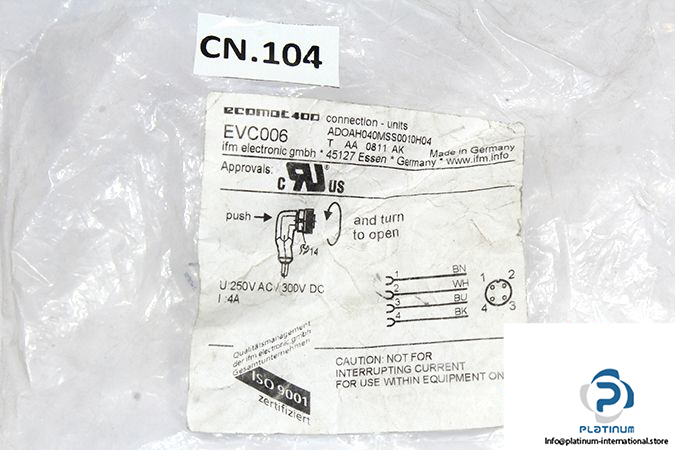 CN.104
ecomat 400 connection - units
EVC006 ADOAH040MSS0010H04
T AA 0811 AK Made in Germany
ifm electronic gmbh * 45127 Essen * Germany * www.ifm.info
Approvals: C RU US
push and turn
to open
14
U:250V AC / 300V DC
I :4A
1 BN
2 WH
3 BU
4 BK
1 2
4 3
Qualitätsmanagement
der ifm electronic gmbh
Gesamtunternehmen
ISO 9001
zertifiziert
CAUTION: NOT FOR
INTERRUPTING CURRENT
FOR USE WITHIN EQUIPMENT ON
PLATINUM
Info@platinum-international.store